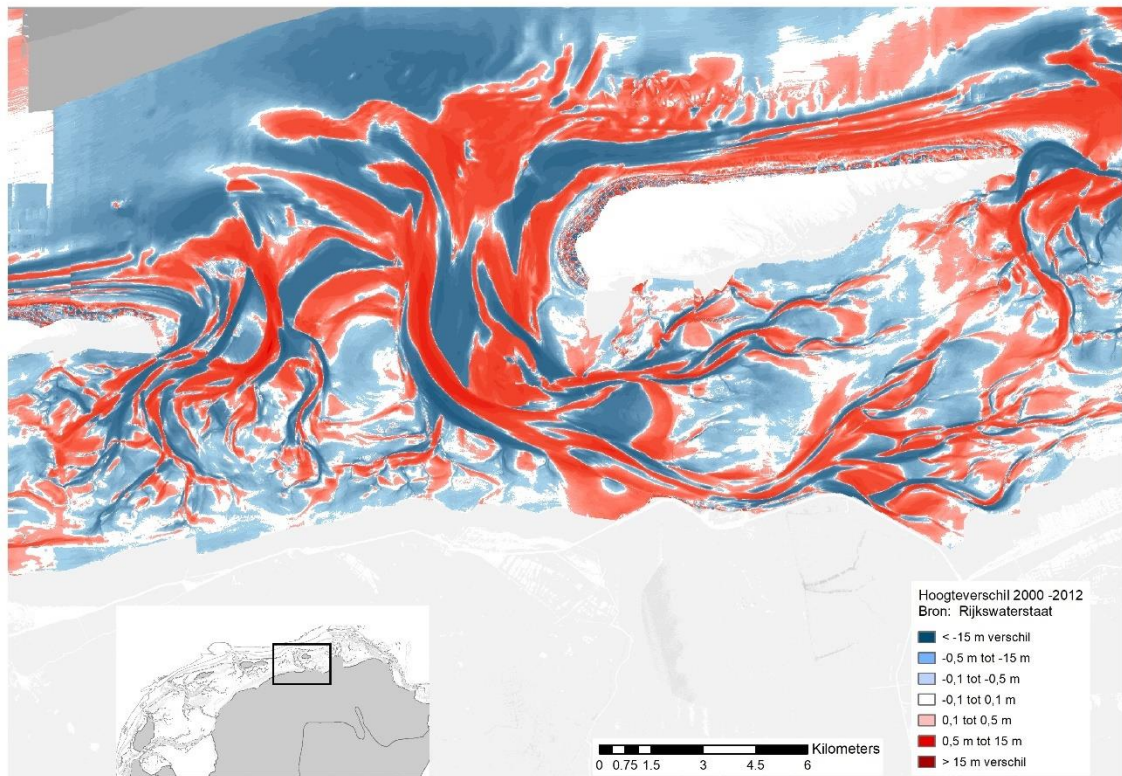 Hoogteverschil 2000 -2012
Bron: Rijkswaterstaat
< -15 m verschil
-0,5 m tot -15 m
-0,1 tot -0,5 m
-0,1 tot 0,1 m
0,1 tot 0,5 m
0,5 m tot 15 m
> 15 m verschil
Kilometers
0 0.75 1.5 3 4.5 6